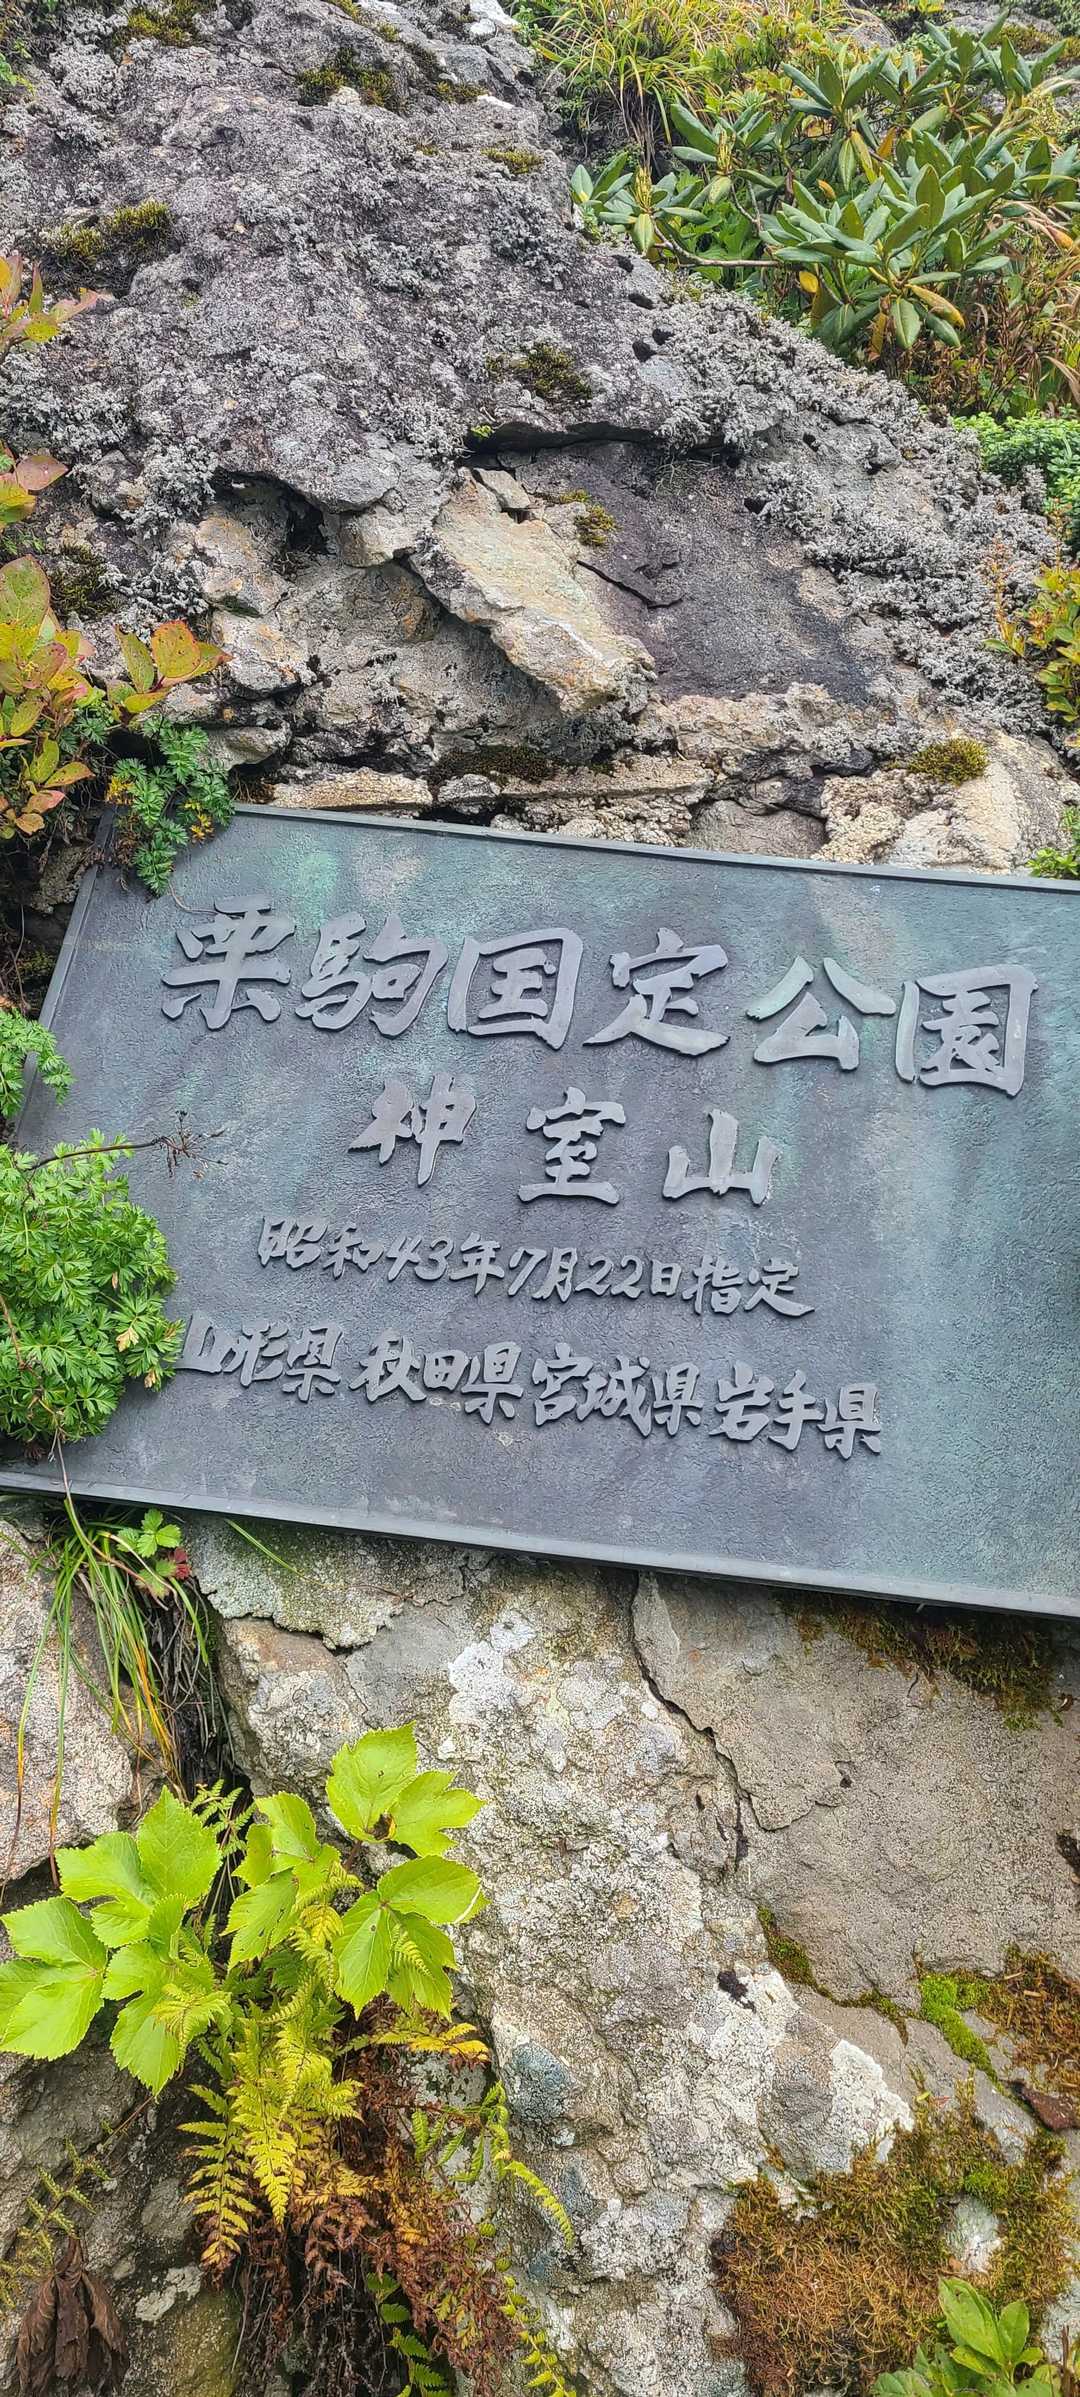 栗駒国定公園
神室山
昭和43年7月22日指定
山形県 秋田県 宮城県 岩手県